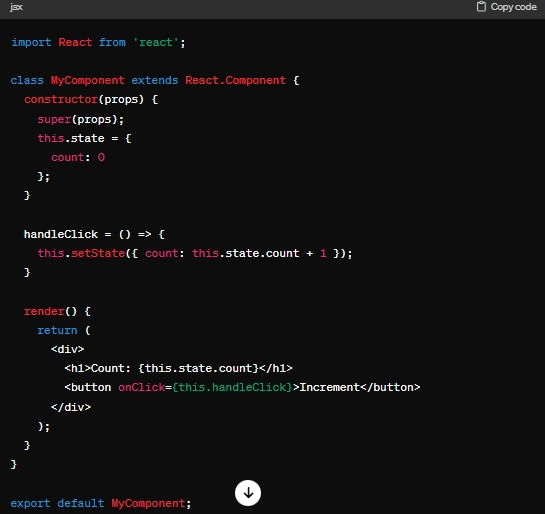 jsx
Copy code
import React from 'react';
class MyComponent extends React.Component {
  constructor(props) {
    super(props);
    this.state = {
      count: 0
    };
  }
  handleClick = () => {
    this.setState({ count: this.state.count + 1 });
  }
  render() {
    return (
      <div>
        <h1>Count: {this.state.count}</h1>
        <button onClick={this.handleClick}>Increment</button>
      </div>
    );
  }
}
export default MyComponent;